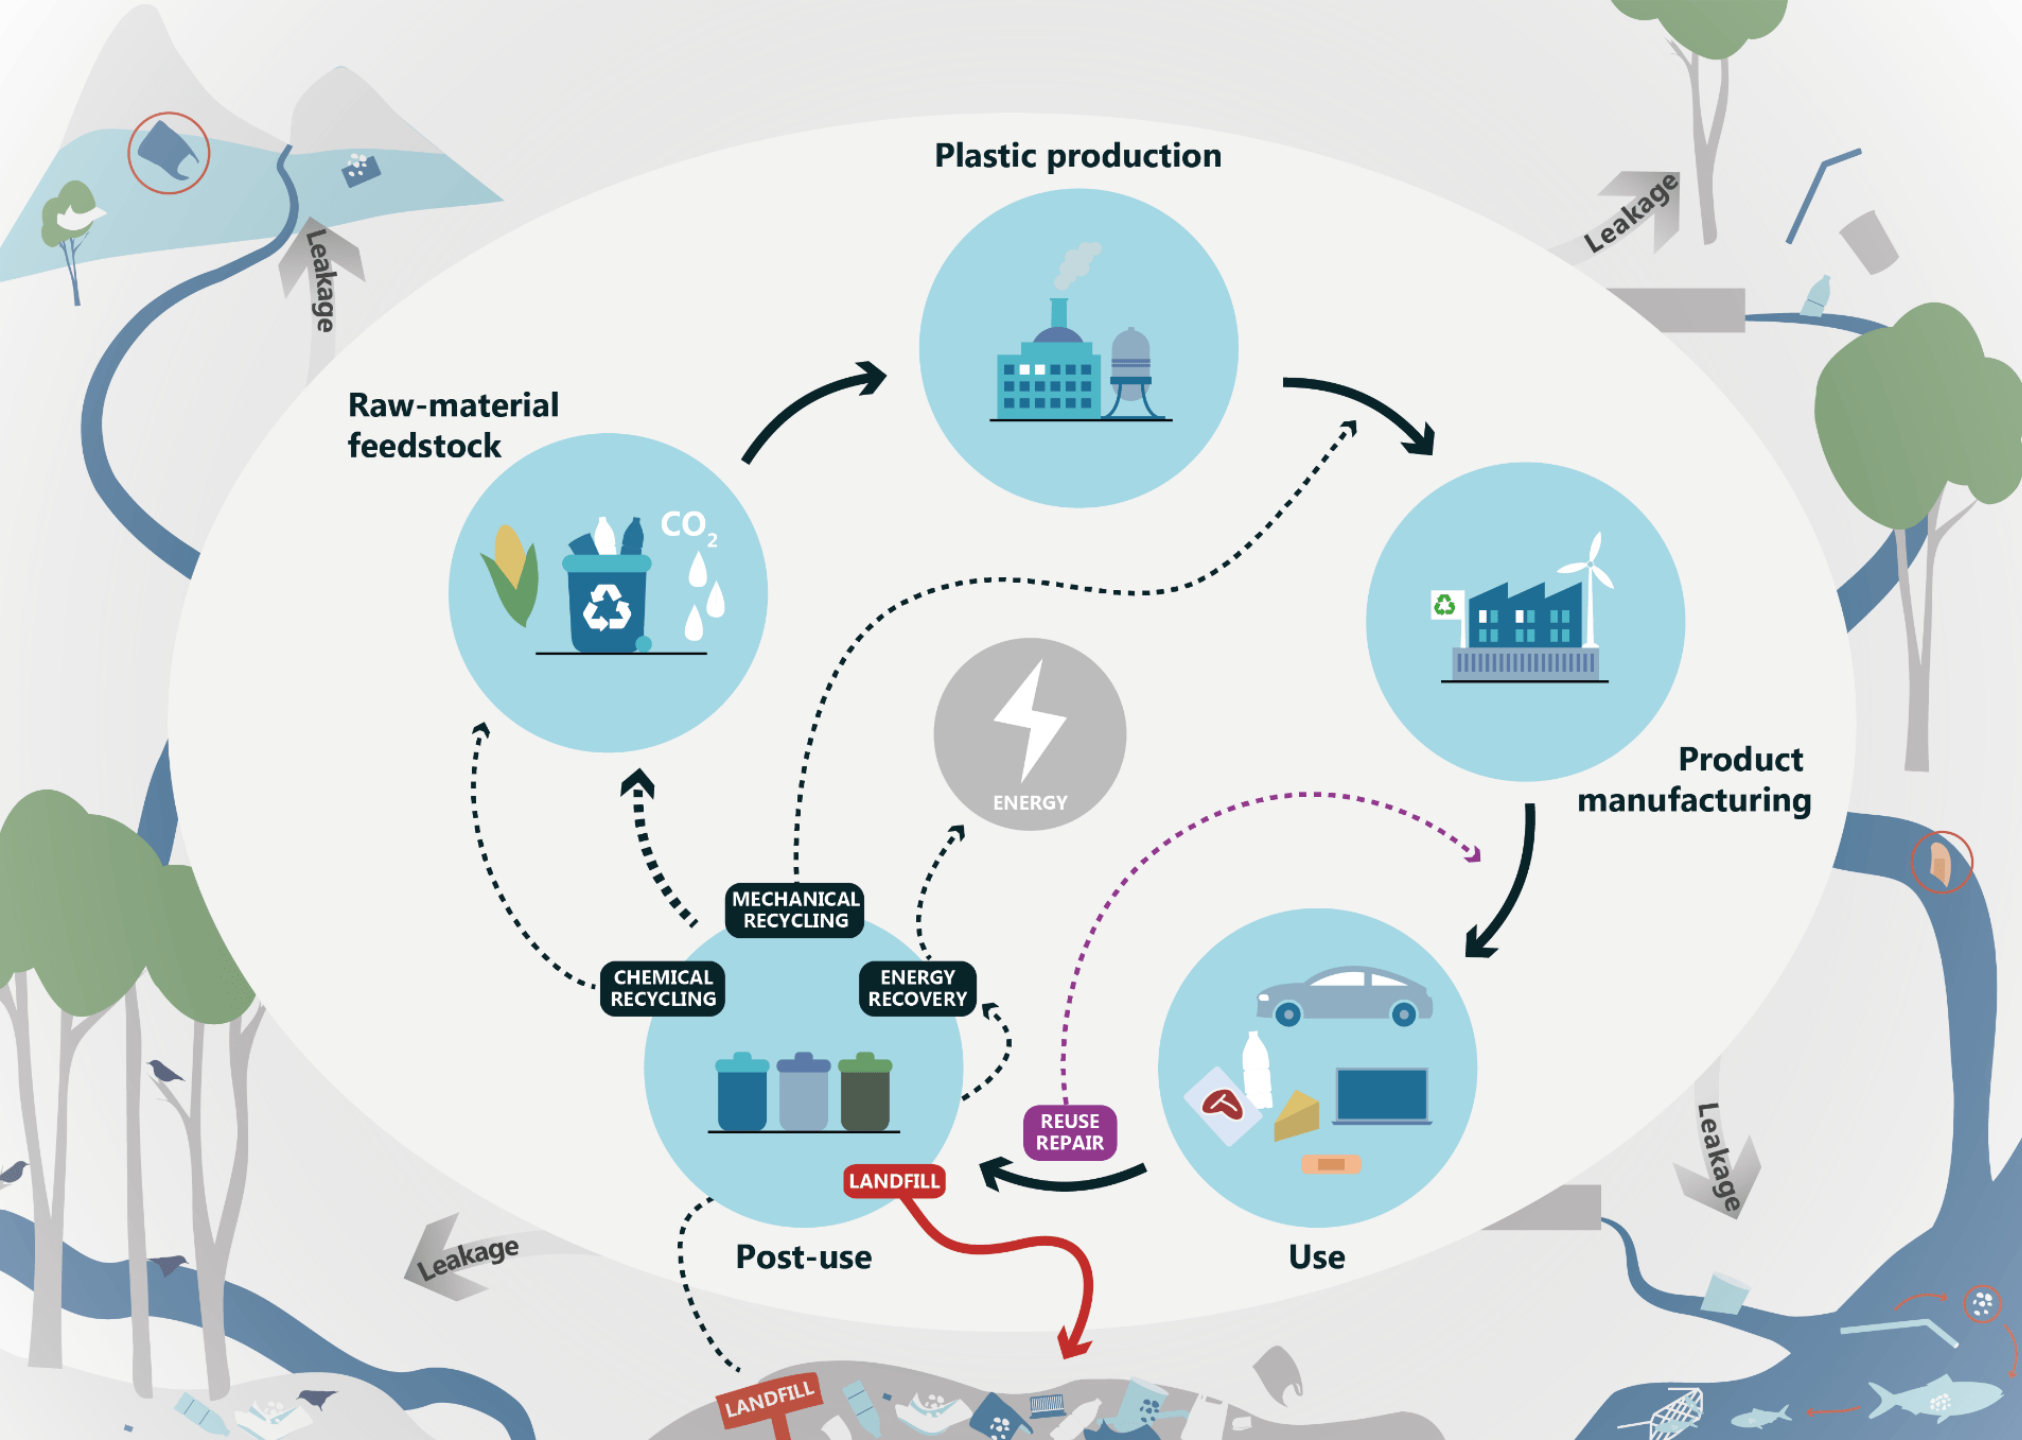 Plastic production
Leakage
Leakage
Raw-material
feedstock
CO₂
Product
manufacturing
ENERGY
MECHANICAL
RECYCLING
CHEMICAL
RECYCLING
ENERGY
RECOVERY
REUSE
REPAIR
LANDFILL
Leakage
Leakage
Post-use
Use
LANDFILL